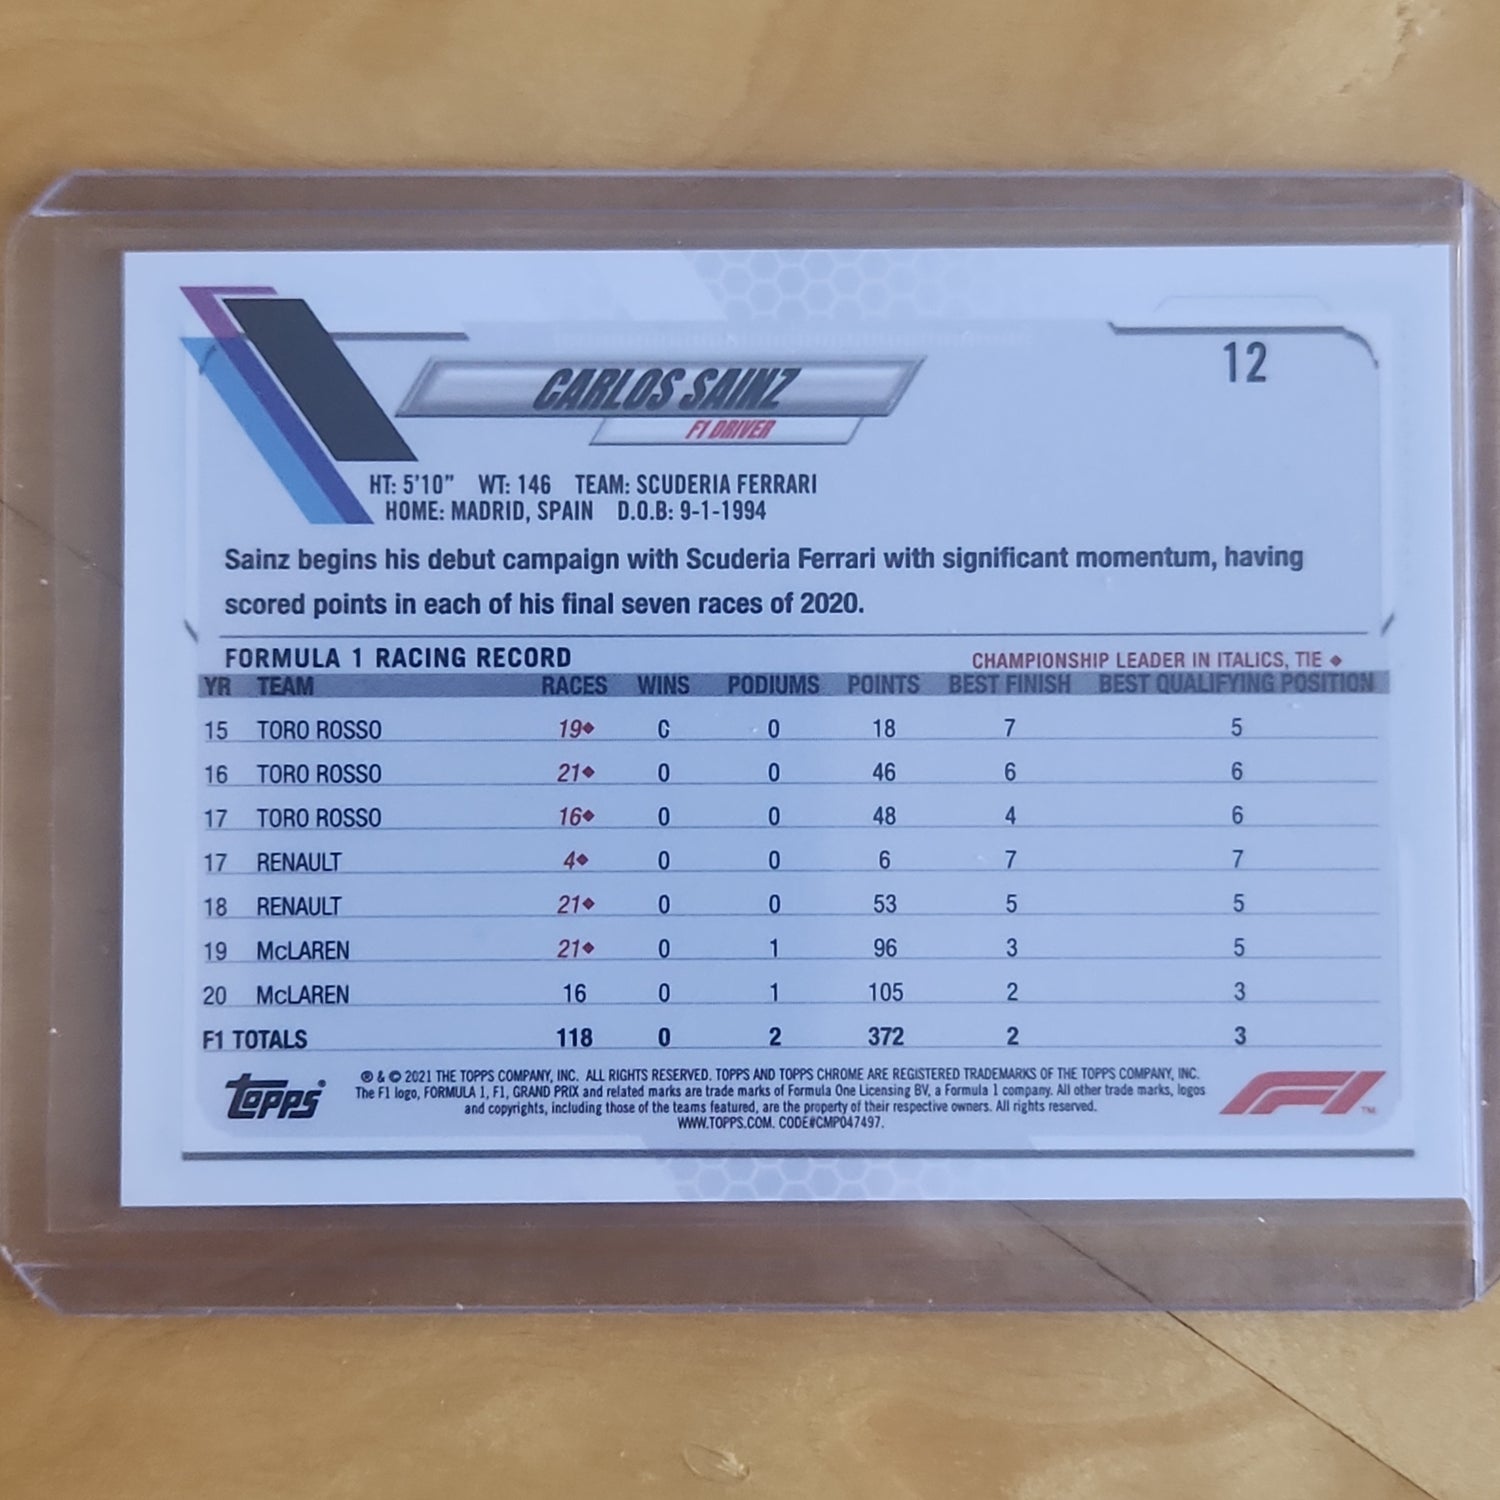 12
CARLOS SAINZ
F1 DRIVER
HT: 5'10" WT: 146 TEAM: SCUDERIA FERRARI
HOME: MADRID, SPAIN D.O.B: 9-1-1994
Sainz begins his debut campaign with Scuderia Ferrari with significant momentum, having
scored points in each of his final seven races of 2020.
FORMULA 1 RACING RECORD CHAMPIONSHIP LEADER IN ITALICS, TIE ◆
YR TEAM RACES WINS PODIUMS POINTS BEST FINISH BEST QUALIFYING POSITION
15 TORO ROSSO 19◆ C 0 18 7 5
16 TORO ROSSO 21◆ 0 0 46 6 6
17 TORO ROSSO 16◆ 0 0 48 4 6
17 RENAULT 4◆ 0 0 6 7 7
18 RENAULT 21◆ 0 0 53 5 5
19 McLAREN 21◆ 0 1 96 3 5
20 McLAREN 16 0 1 105 2 3
F1 TOTALS 118 0 2 372 2 3
topps®
® & © 2021 THE TOPPS COMPANY, INC. ALL RIGHTS RESERVED. TOPPS AND TOPPS CHROME ARE REGISTERED TRADEMARKS OF THE TOPPS COMPANY, INC.
The F1 logo, FORMULA 1, F1, GRAND PRIX and related marks are trade marks of Formula One Licensing BV, a Formula 1 company. All other trade marks, logos
and copyrights, including those of the teams featured, are the property of their respective owners. All rights reserved.
WWW.TOPPS.COM. CODE#CMP047497.
F1™